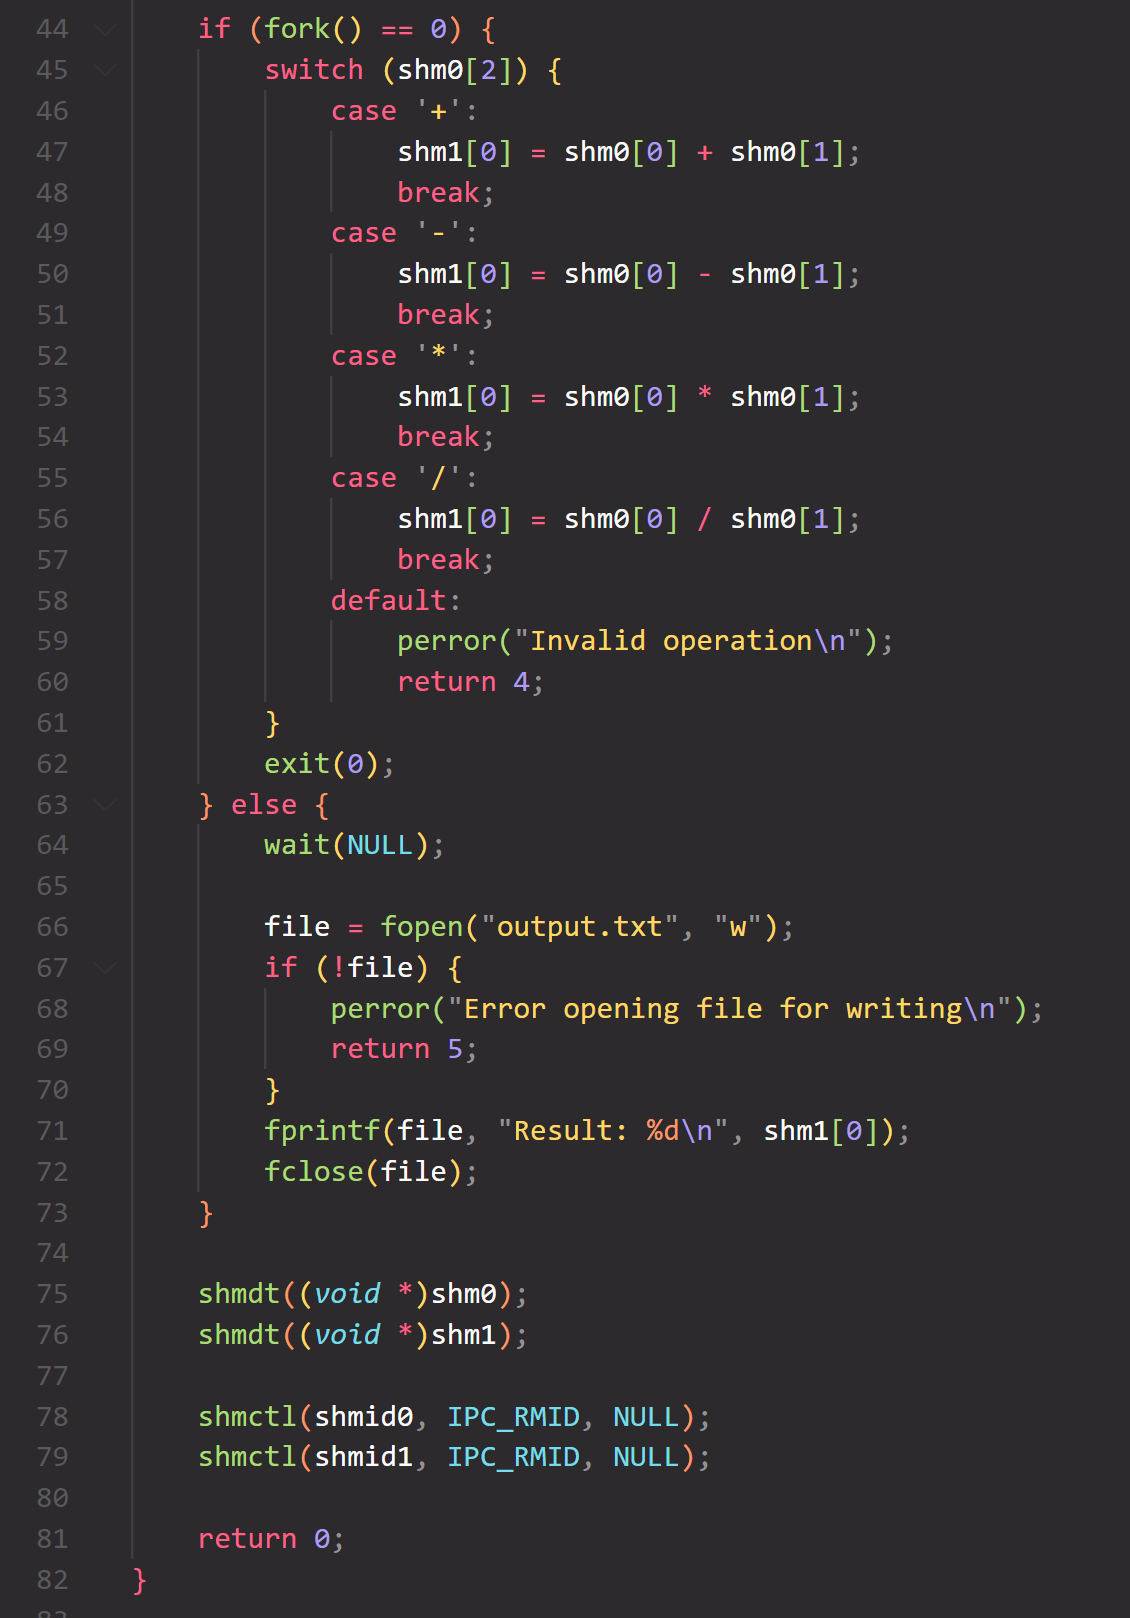 44 if (fork() == 0) {
45 switch (shm0[2]) {
46 case '+':
47 shm1[0] = shm0[0] + shm0[1];
48 break;
49 case '-':
50 shm1[0] = shm0[0] - shm0[1];
51 break;
52 case '*':
53 shm1[0] = shm0[0] * shm0[1];
54 break;
55 case '/':
56 shm1[0] = shm0[0] / shm0[1];
57 break;
58 default:
59 perror("Invalid operation\n");
60 return 4;
61 }
62 exit(0);
63 } else {
64 wait(NULL);
65
66 file = fopen("output.txt", "w");
67 if (!file) {
68 perror("Error opening file for writing\n");
69 return 5;
70 }
71 fprintf(file, "Result: %d\n", shm1[0]);
72 fclose(file);
73 }
74
75 shmdt((void *)shm0);
76 shmdt((void *)shm1);
77
78 shmctl(shmid0, IPC_RMID, NULL);
79 shmctl(shmid1, IPC_RMID, NULL);
80
81 return 0;
82 }